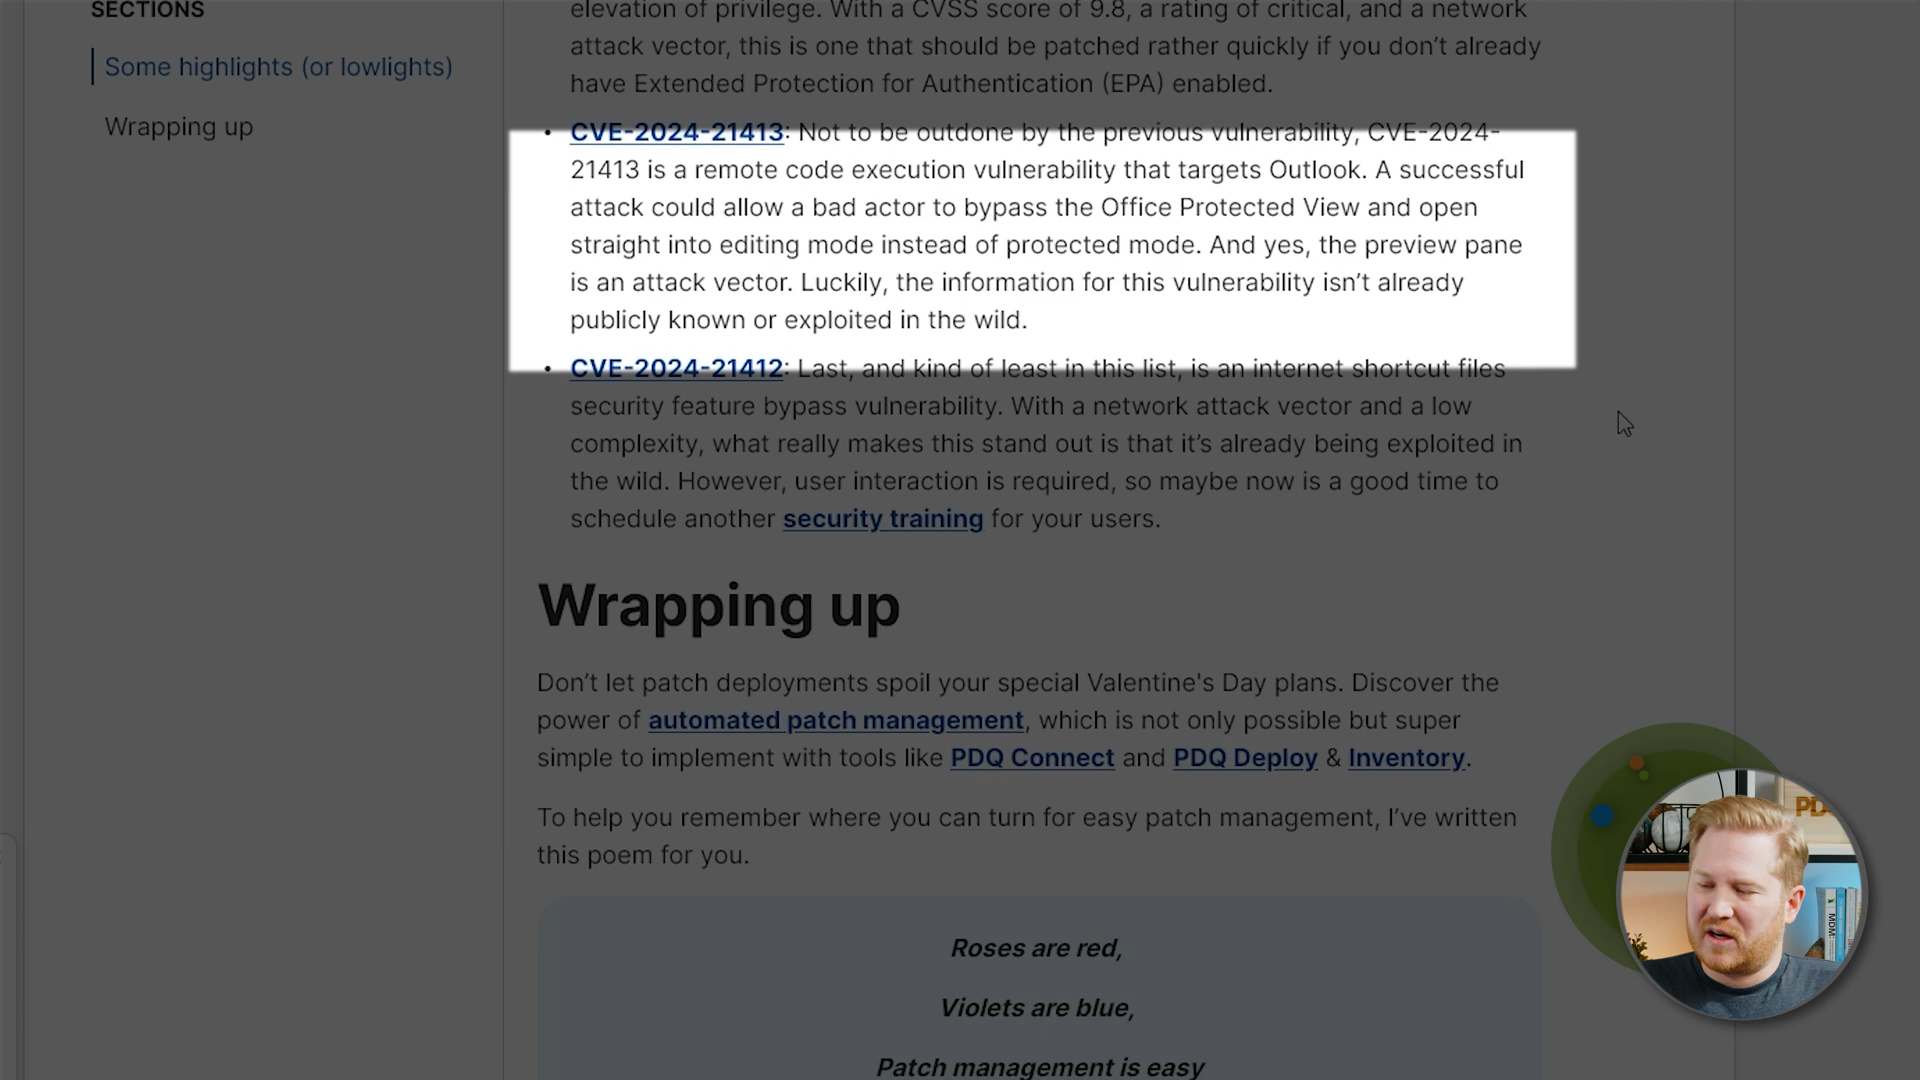 SECTIONS
Some highlights (or lowlights)
Wrapping up
elevation of privilege. With a CVSS score of 9.8, a rating of critical, and a network
attack vector, this is one that should be patched rather quickly if you don’t already
have Extended Protection for Authentication (EPA) enabled.
• CVE-2024-21413: Not to be outdone by the previous vulnerability, CVE-2024-
21413 is a remote code execution vulnerability that targets Outlook. A successful
attack could allow a bad actor to bypass the Office Protected View and open
straight into editing mode instead of protected mode. And yes, the preview pane
is an attack vector. Luckily, the information for this vulnerability isn’t already
publicly known or exploited in the wild.
• CVE-2024-21412: Last, and kind of least in this list, is an internet shortcut files
security feature bypass vulnerability. With a network attack vector and a low
complexity, what really makes this stand out is that it’s already being exploited in
the wild. However, user interaction is required, so maybe now is a good time to
schedule another security training for your users.
Wrapping up
Don’t let patch deployments spoil your special Valentine's Day plans. Discover the
power of automated patch management, which is not only possible but super
simple to implement with tools like PDQ Connect and PDQ Deploy & Inventory.
To help you remember where you can turn for easy patch management, I’ve written
this poem for you.
Roses are red,
Violets are blue,
Patch management is easy
PD
MDM: